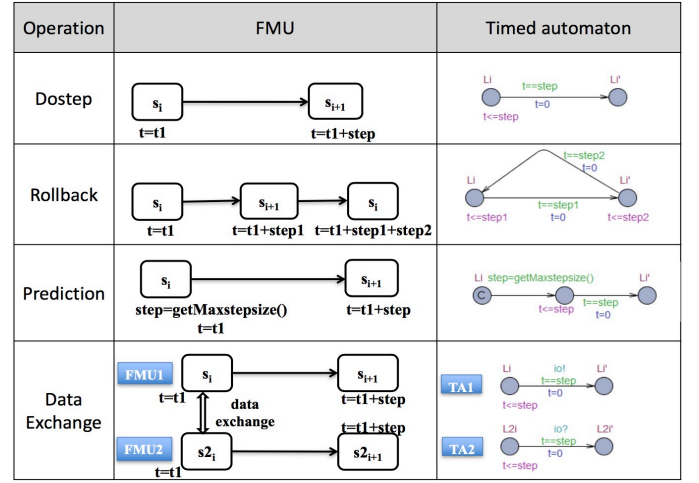 Operation FMU Timed automaton
Dostep
si si+1
t=t1 t=t1+step
Li Li'
t==step
t=0
t<=step
Rollback
si si+1 si
t=t1 t=t1+step1 t=t1+step1+step2
t==step2
t=0
Li Li'
t==step1
t<=step1 t=0 t<=step2
Prediction
si si+1
step=getMaxstepsize() t=t1+step
t=t1
Li step=getMaxstepsize() Li'
C
t<=step t==step
t=0
Data
Exchange
FMU1 si si+1
t=t1 t=t1+step
data
exchange
t=t1+step
FMU2 s2i s2i+1
t=t1
Li io! Li'
TA1 t==step
t=0
t<=step
L2i io? L2i'
TA2 t==step
t=0
t<=step